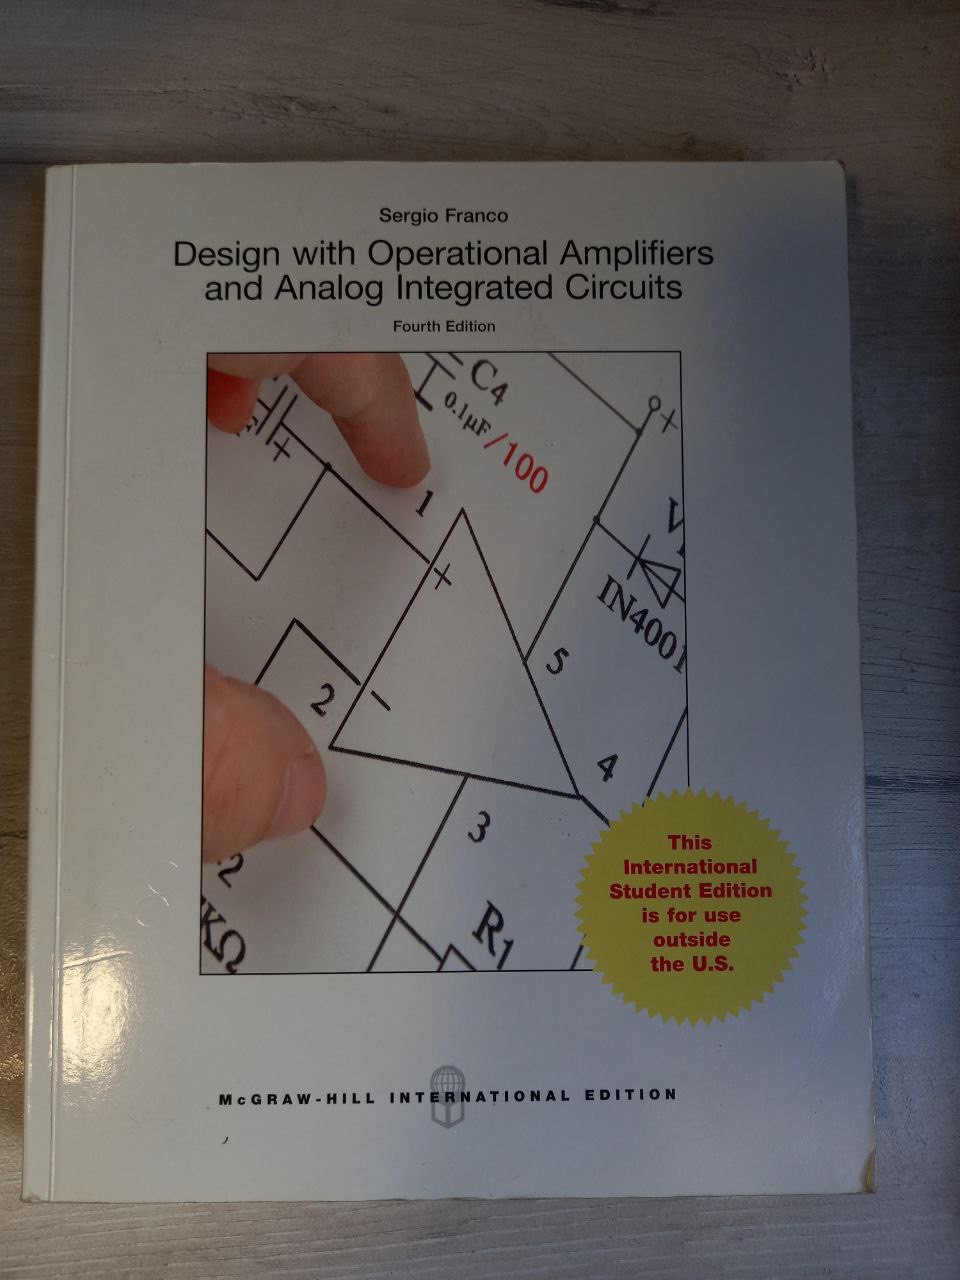 Sergio Franco
Design with Operational Amplifiers
and Analog Integrated Circuits
Fourth Edition
C4
0.1µF/100
+
+
1
+
V
IN4001
5
2
−
4
3
2
KΩ
R1
This
International
Student Edition
is for use
outside
the U.S.
McGRAW-HILL INTERNATIONAL EDITION